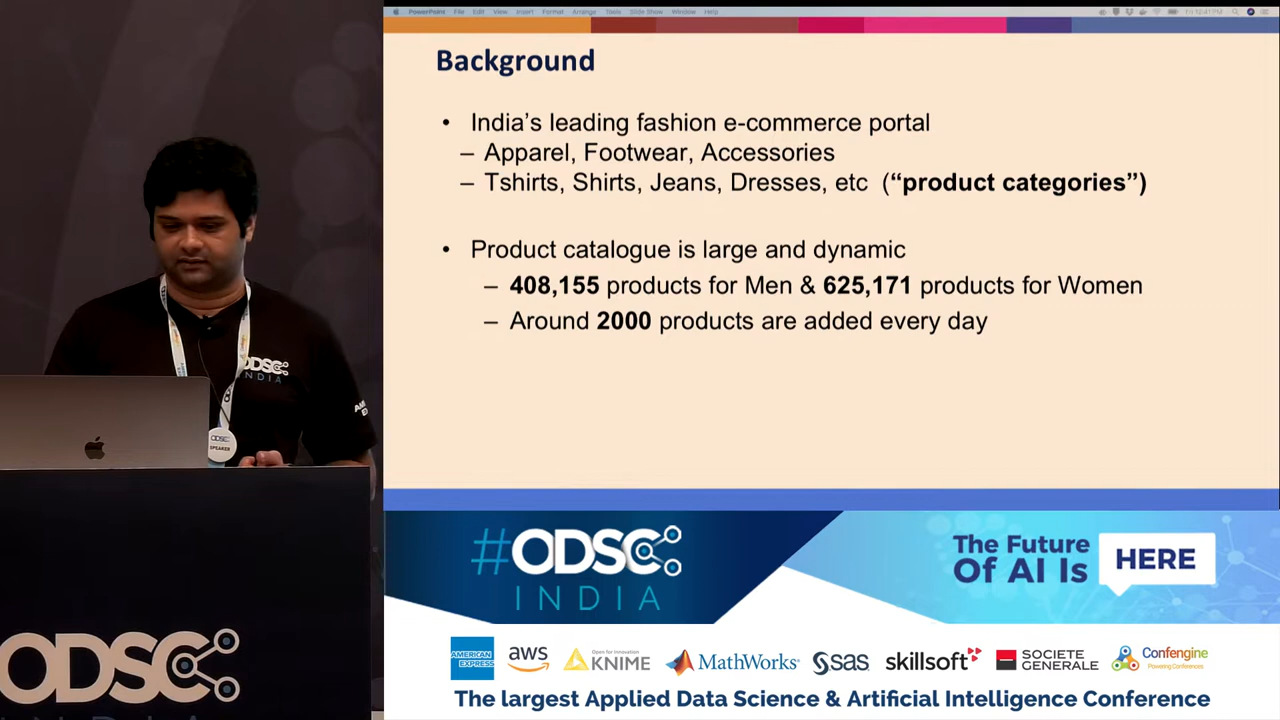 PowerPoint File Edit View Insert Format Arrange Tools Slide Show Window Help
Background
• India's leading fashion e-commerce portal
– Apparel, Footwear, Accessories
– Tshirts, Shirts, Jeans, Dresses, etc (“product categories”)
• Product catalogue is large and dynamic
– 408,155 products for Men & 625,171 products for Women
– Around 2000 products are added every day
ODSC
INDIA
ODSC
SPEAKER
ODSC
#ODSC
INDIA
The Future
Of AI Is HERE
AMERICAN
EXPRESS
aws
Open for Innovation
KNIME
MathWorks
sas
skillsoft
SOCIETE
GENERALE
Confengine
Powering Conferences
The largest Applied Data Science & Artificial Intelligence Conference